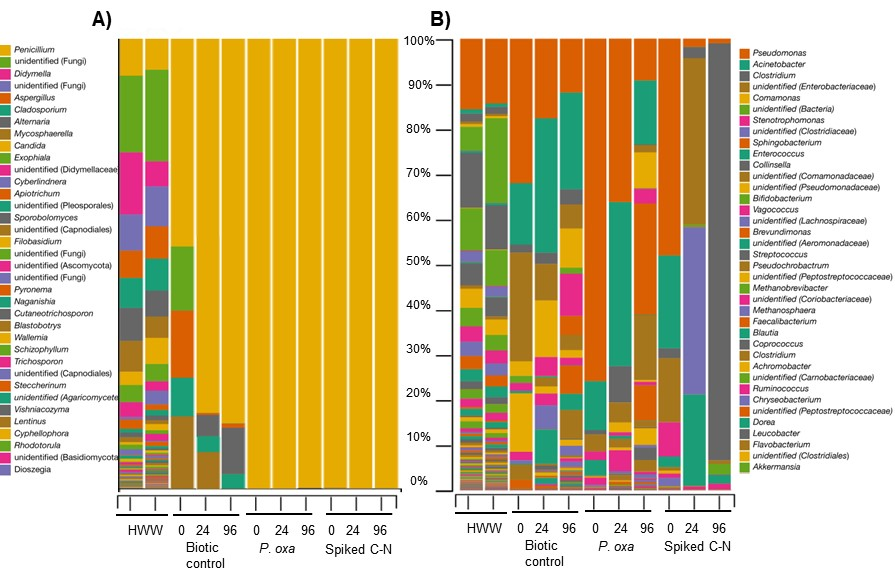 A)
Penicillium
unidentified (Fungi)
Didymella
unidentified (Fungi)
Aspergillus
Cladosporium
Alternaria
Mycosphaerella
Candida
Exophiala
unidentified (Didymellaceae
Cyberlindnera
Apiotrichum
unidentified (Pleosporales)
Sporobolomyces
unidentified (Capnodiales)
Filobasidium
unidentified (Fungi)
unidentified (Ascomycota)
unidentified (Fungi)
Pyronema
Naganishia
Cutaneotrichosporon
Blastobotrys
Wallemia
Schizophyllum
Trichosporon
unidentified (Capnodiales)
Steccherinum
unidentified (Agaricomycete
Vishniacozyma
Lentinus
Cyphellophora
Rhodotorula
unidentified (Basidiomycota
Dioszegia
HWW
0 24 96
Biotic
control
0 24 96
P. oxa
0 24 96
Spiked C-N
B)
100%
90%
80%
70%
60%
50%
40%
30%
20%
10%
0%
HWW
0 24 96
Biotic
control
0 24 96
P. oxa
0 24 96
Spiked C-N
Pseudomonas
Acinetobacter
Clostridium
unidentified (Enterobacteriaceae)
Comamonas
unidentified (Bacteria)
Stenotrophomonas
unidentified (Clostridiaceae)
Sphingobacterium
Enterococcus
Collinsella
unidentified (Comamonadaceae)
unidentified (Pseudomonadaceae)
Bifidobacterium
Vagococcus
unidentified (Lachnospiraceae)
Brevundimonas
unidentified (Aeromonadaceae)
Streptococcus
Pseudochrobactrum
unidentified (Peptostreptococcaceae)
Methanobrevibacter
unidentified (Coriobacteriaceae)
Methanosphaera
Faecalibacterium
Blautia
Coprococcus
Clostridium
Achromobacter
unidentified (Carnobacteriaceae)
Ruminococcus
Chryseobacterium
unidentified (Peptostreptococcaceae)
Dorea
Leucobacter
Flavobacterium
unidentified (Clostridiales)
Akkermansia